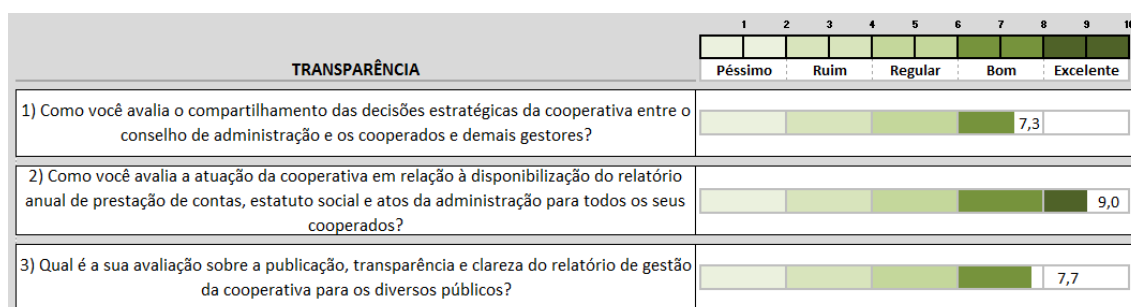 1 2 3 4 5 6 7 8 9 10
TRANSPARÊNCIA
Péssimo Ruim Regular Bom Excelente
1) Como você avalia o compartilhamento das decisões estratégicas da cooperativa entre o
conselho de administração e os cooperados e demais gestores?
7,3
2) Como você avalia a atuação da cooperativa em relação à disponibilização do relatório
anual de prestação de contas, estatuto social e atos da administração para todos os seus
cooperados?
9,0
3) Qual é a sua avaliação sobre a publicação, transparência e clareza do relatório de gestão
da cooperativa para os diversos públicos?
7,7